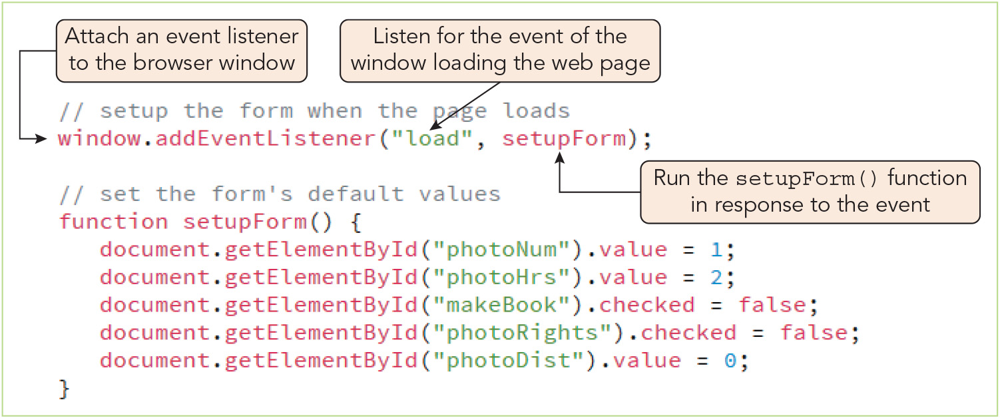 Attach an event listener
to the browser window
Listen for the event of the
window loading the web page
// setup the form when the page loads
window.addEventListener("load", setupForm);
Run the setupForm() function
in response to the event
// set the form's default values
function setupForm() {
   document.getElementById("photoNum").value = 1;
   document.getElementById("photoHrs").value = 2;
   document.getElementById("makeBook").checked = false;
   document.getElementById("photoRights").checked = false;
   document.getElementById("photoDist").value = 0;
}